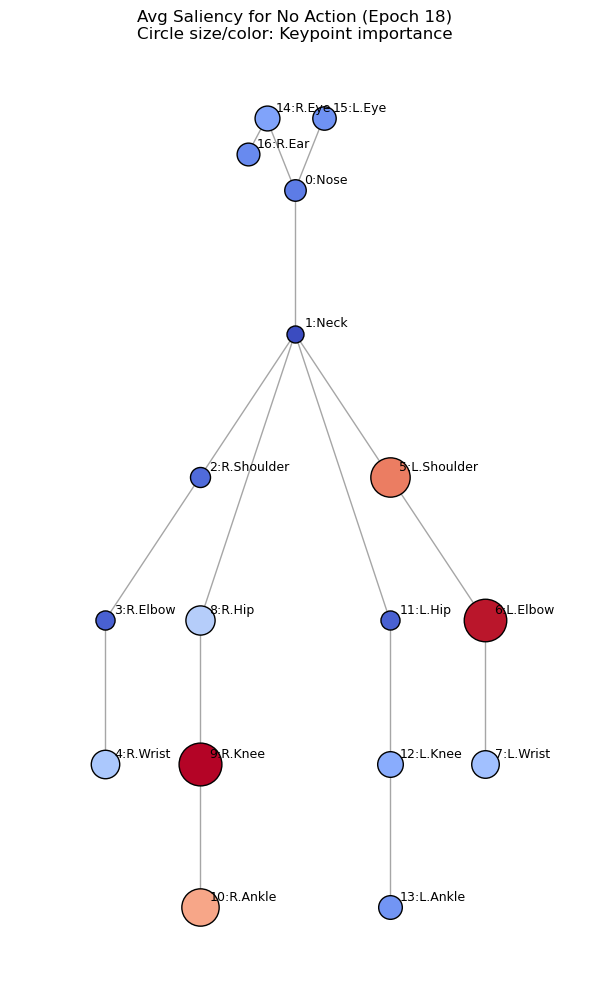 Avg Saliency for No Action (Epoch 18)
Circle size/color: Keypoint importance
14:R.Eye
15:L.Eye
16:R.Ear
0:Nose
1:Neck
2:R.Shoulder
5:L.Shoulder
3:R.Elbow
8:R.Hip
11:L.Hip
6:L.Elbow
4:R.Wrist
9:R.Knee
12:L.Knee
7:L.Wrist
10:R.Ankle
13:L.Ankle